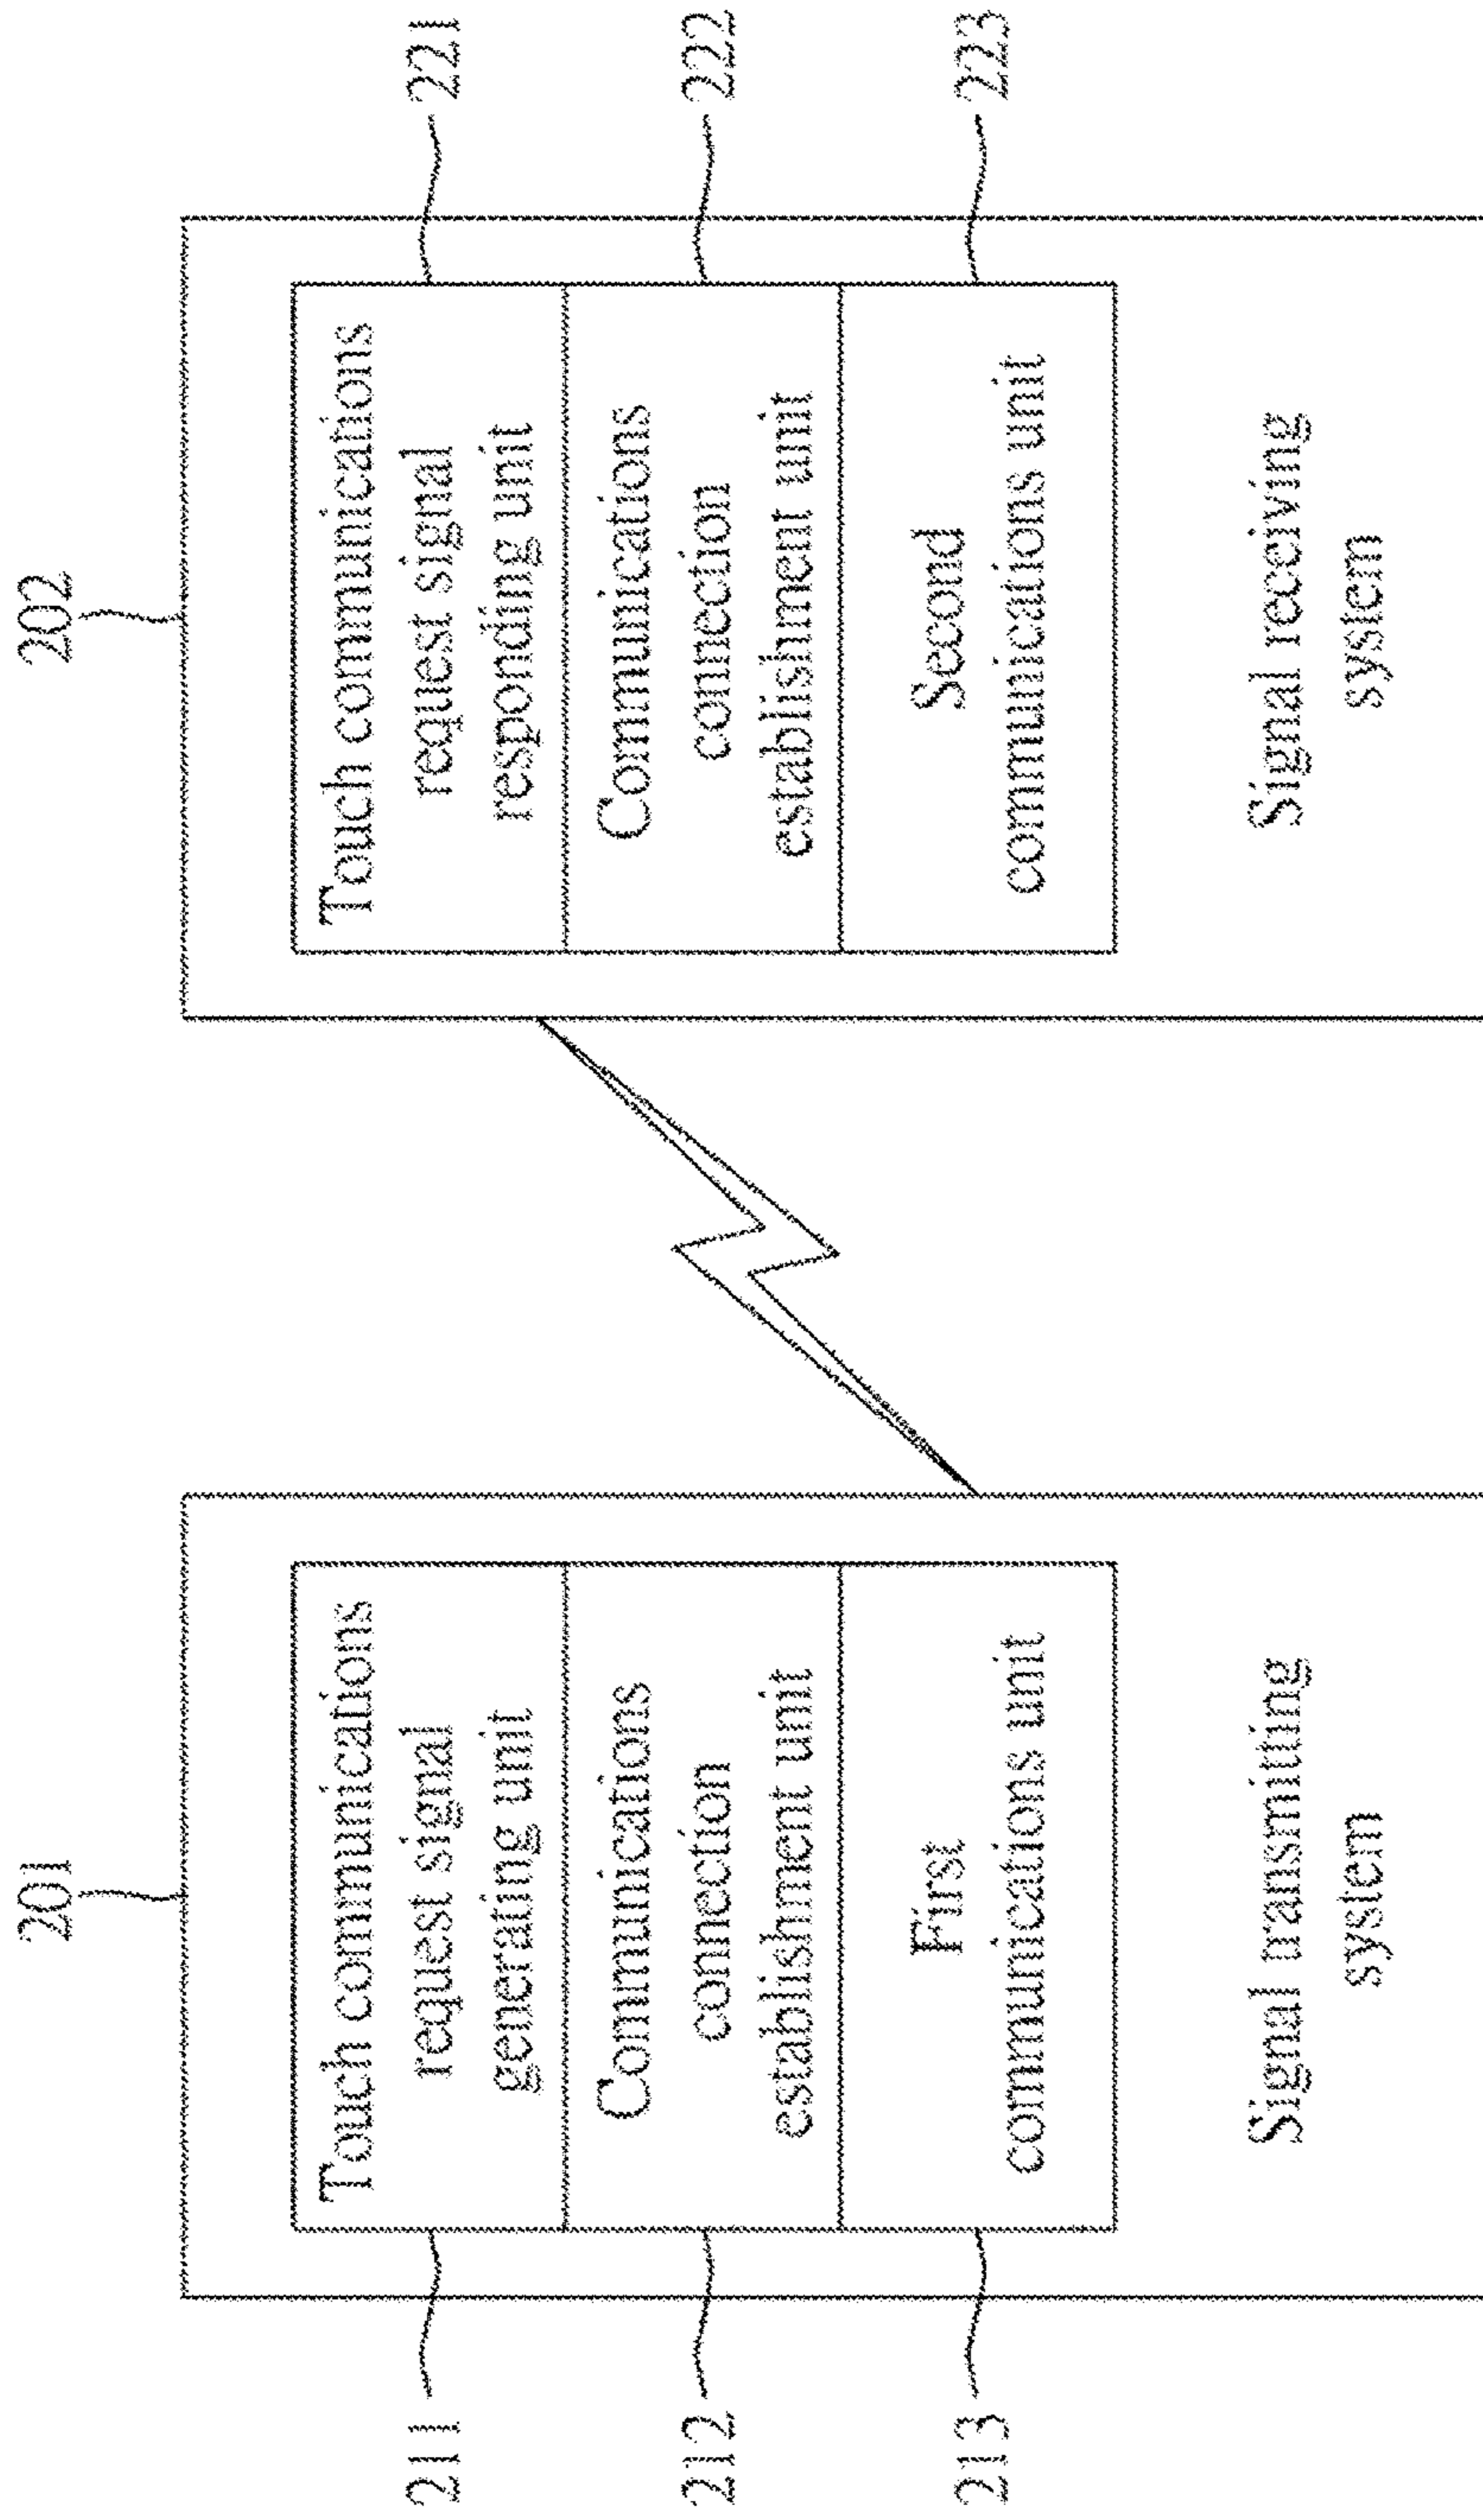 201
202
211
Touch communications
request signal
generating unit
212
Communications
connection
establishment unit
213
First
communications unit
Signal transmitting
system
Touch communications
request signal
responding unit
221
Communications
connection
establishment unit
222
Second
communications unit
223
Signal receiving
system